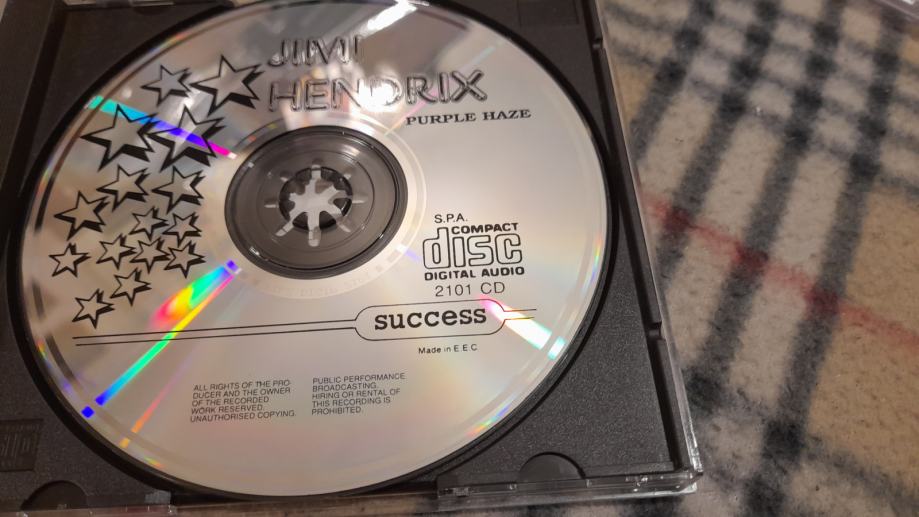 JIMI
HENDRIX
PURPLE HAZE
S.P.A.
COMPACT
disc
DIGITAL AUDIO
2101 CD
success
Made in E.E.C.
ALL RIGHTS OF THE PRO-
DUCER AND THE OWNER
OF THE RECORDED
WORK RESERVED.
UNAUTHORISED COPYING.
PUBLIC PERFORMANCE
BROADCASTING.
HIRING OR RENTAL OF
THIS RECORDING IS
PROHIBITED.